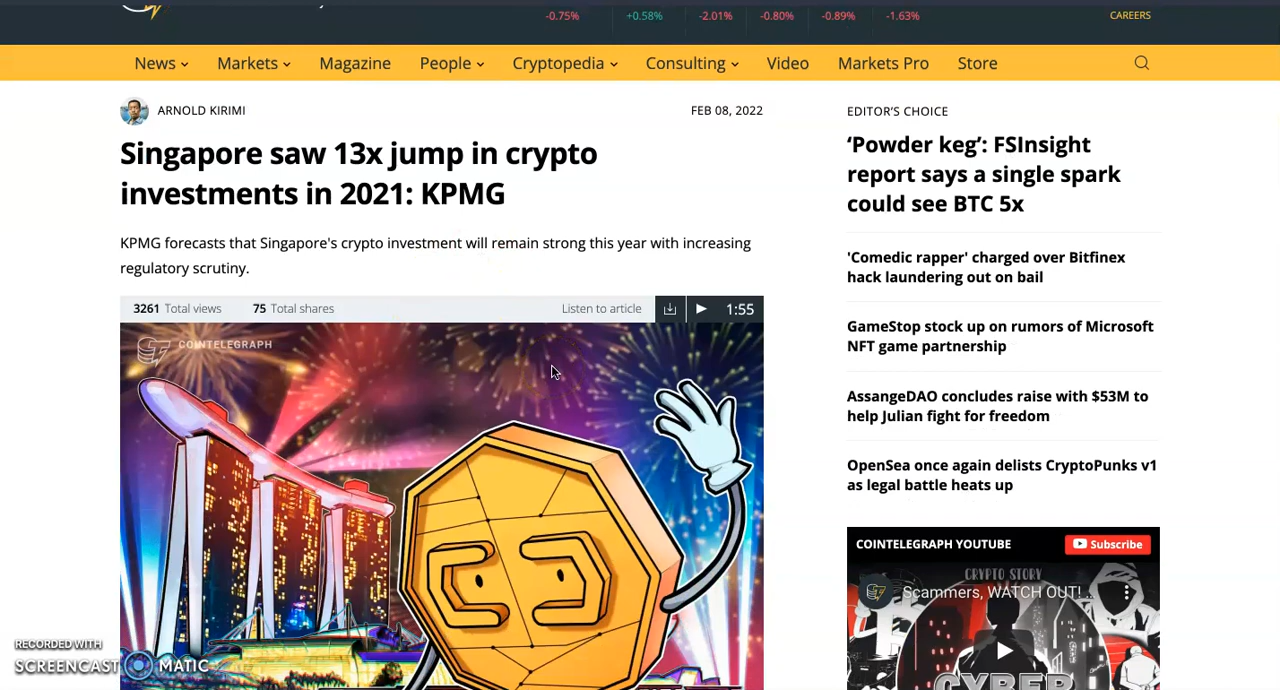 -0.75% +0.58% -2.01% -0.80% -0.89% -1.63% CAREERS
News Markets Magazine People Cryptopedia Consulting Video Markets Pro Store
ARNOLD KIRIMI FEB 08, 2022
Singapore saw 13x jump in crypto
investments in 2021: KPMG
KPMG forecasts that Singapore's crypto investment will remain strong this year with increasing
regulatory scrutiny.
3261 Total views 75 Total shares Listen to article 1:55
COINTELEGRAPH
EDITOR'S CHOICE
‘Powder keg’: FSInsight
report says a single spark
could see BTC 5x
'Comedic rapper' charged over Bitfinex
hack laundering out on bail
GameStop stock up on rumors of Microsoft
NFT game partnership
AssangeDAO concludes raise with $53M to
help Julian fight for freedom
OpenSea once again delists CryptoPunks v1
as legal battle heats up
COINTELEGRAPH YOUTUBE Subscribe
CRYPTO STORY
Scammers, WATCH OUT! ...
CYBER
RECORDED WITH
SCREENCAST MATIC